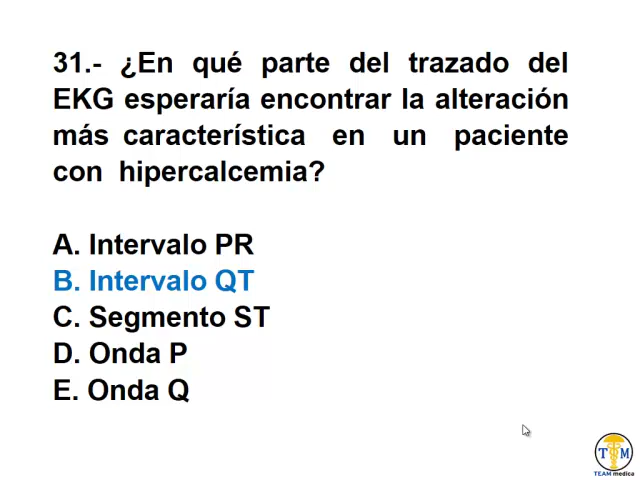 31.- ¿En qué parte del trazado del
EKG esperaría encontrar la alteración
más característica en un paciente
con hipercalcemia?
A. Intervalo PR
B. Intervalo QT
C. Segmento ST
D. Onda P
E. Onda Q
T M
TEAM medica